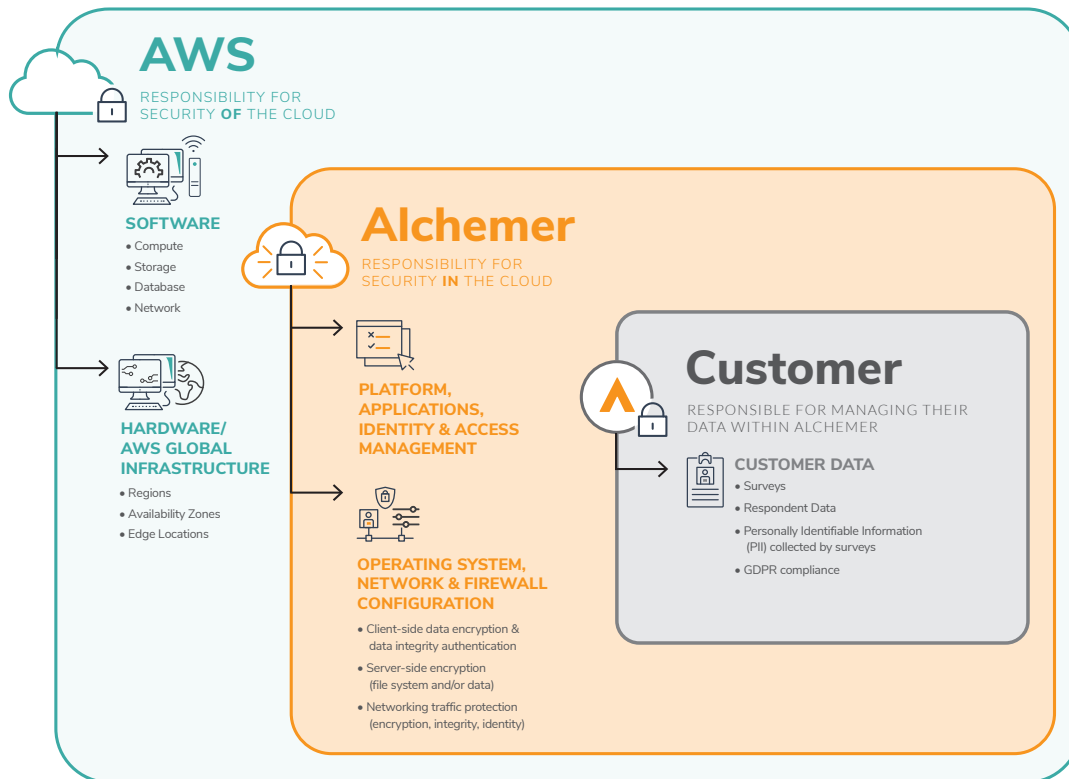 AWS
RESPONSIBILITY FOR
SECURITY OF THE CLOUD
SOFTWARE
• Compute
• Storage
• Database
• Network
HARDWARE/
AWS GLOBAL
INFRASTRUCTURE
• Regions
• Availability Zones
• Edge Locations
Alchemer
RESPONSIBILITY FOR
SECURITY IN THE CLOUD
PLATFORM,
APPLICATIONS,
IDENTITY & ACCESS
MANAGEMENT
OPERATING SYSTEM,
NETWORK & FIREWALL
CONFIGURATION
• Client-side data encryption &
data integrity authentication
• Server-side encryption
(file system and/or data)
• Networking traffic protection
(encryption, integrity, identity)
Customer
RESPONSIBLE FOR MANAGING THEIR
DATA WITHIN ALCHEMER
CUSTOMER DATA
• Surveys
• Respondent Data
• Personally Identifiable Information
(PII) collected by surveys
• GDPR compliance